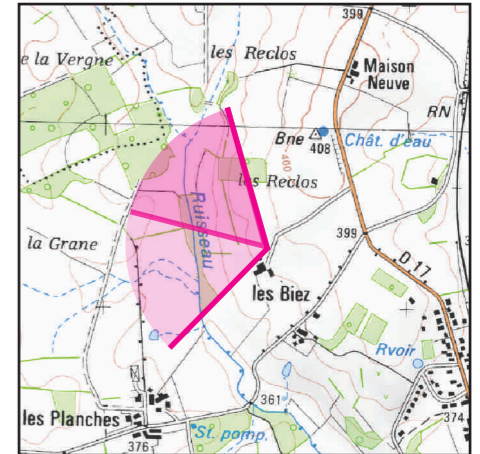 399
e la Vergne
les Reclos
Maison
Neuve
RN
Bne
408
Chât. d'eau
400
les Reclos
Ruisseau
la Grane
399
D 17
les Biez
Rvoir
361
les Planches
St. pomp.
376
374